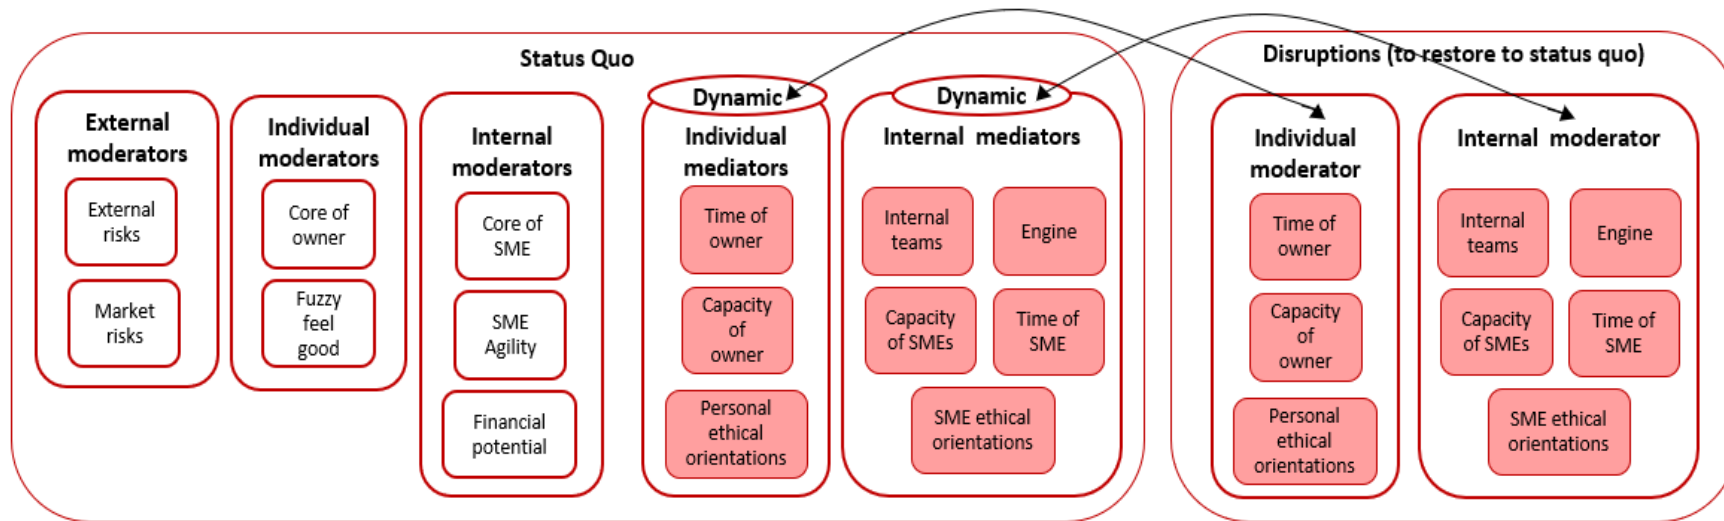 Status Quo
External
moderators
External
risks
Market
risks
Individual
moderators
Core of
owner
Fuzzy
feel
good
Internal
moderators
Core of
SME
SME
Agility
Financial
potential
Dynamic
Individual
mediators
Time of
owner
Capacity
of
owner
Personal
ethical
orientations
Dynamic
Internal mediators
Internal
teams
Engine
Capacity
of SMEs
Time of
SME
SME ethical
orientations
Disruptions (to restore to status quo)
Individual
moderator
Time of
owner
Capacity
of
owner
Personal
ethical
orientations
Internal moderator
Internal
teams
Engine
Capacity
of SMEs
Time of
SME
SME ethical
orientations